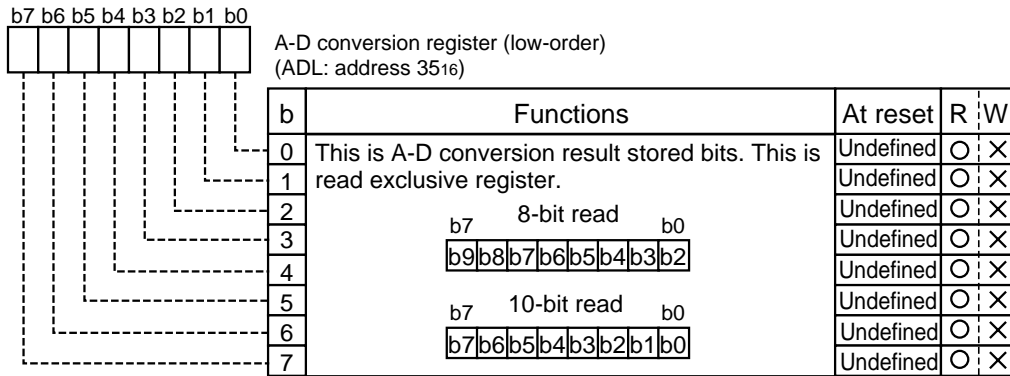 b7 b6 b5 b4 b3 b2 b1 b0
A-D conversion register (low-order)
(ADL: address 3516)
b Functions At reset R W
0 This is A-D conversion result stored bits. This is Undefined O ×
1 read exclusive register. Undefined O ×
2 8-bit read Undefined O ×
b7 b0
3 Undefined O ×
b9 b8 b7 b6 b5 b4 b3 b2
4 Undefined O ×
5 10-bit read Undefined O ×
b7 b0
6 Undefined O ×
b7 b6 b5 b4 b3 b2 b1 b0
7 Undefined O ×